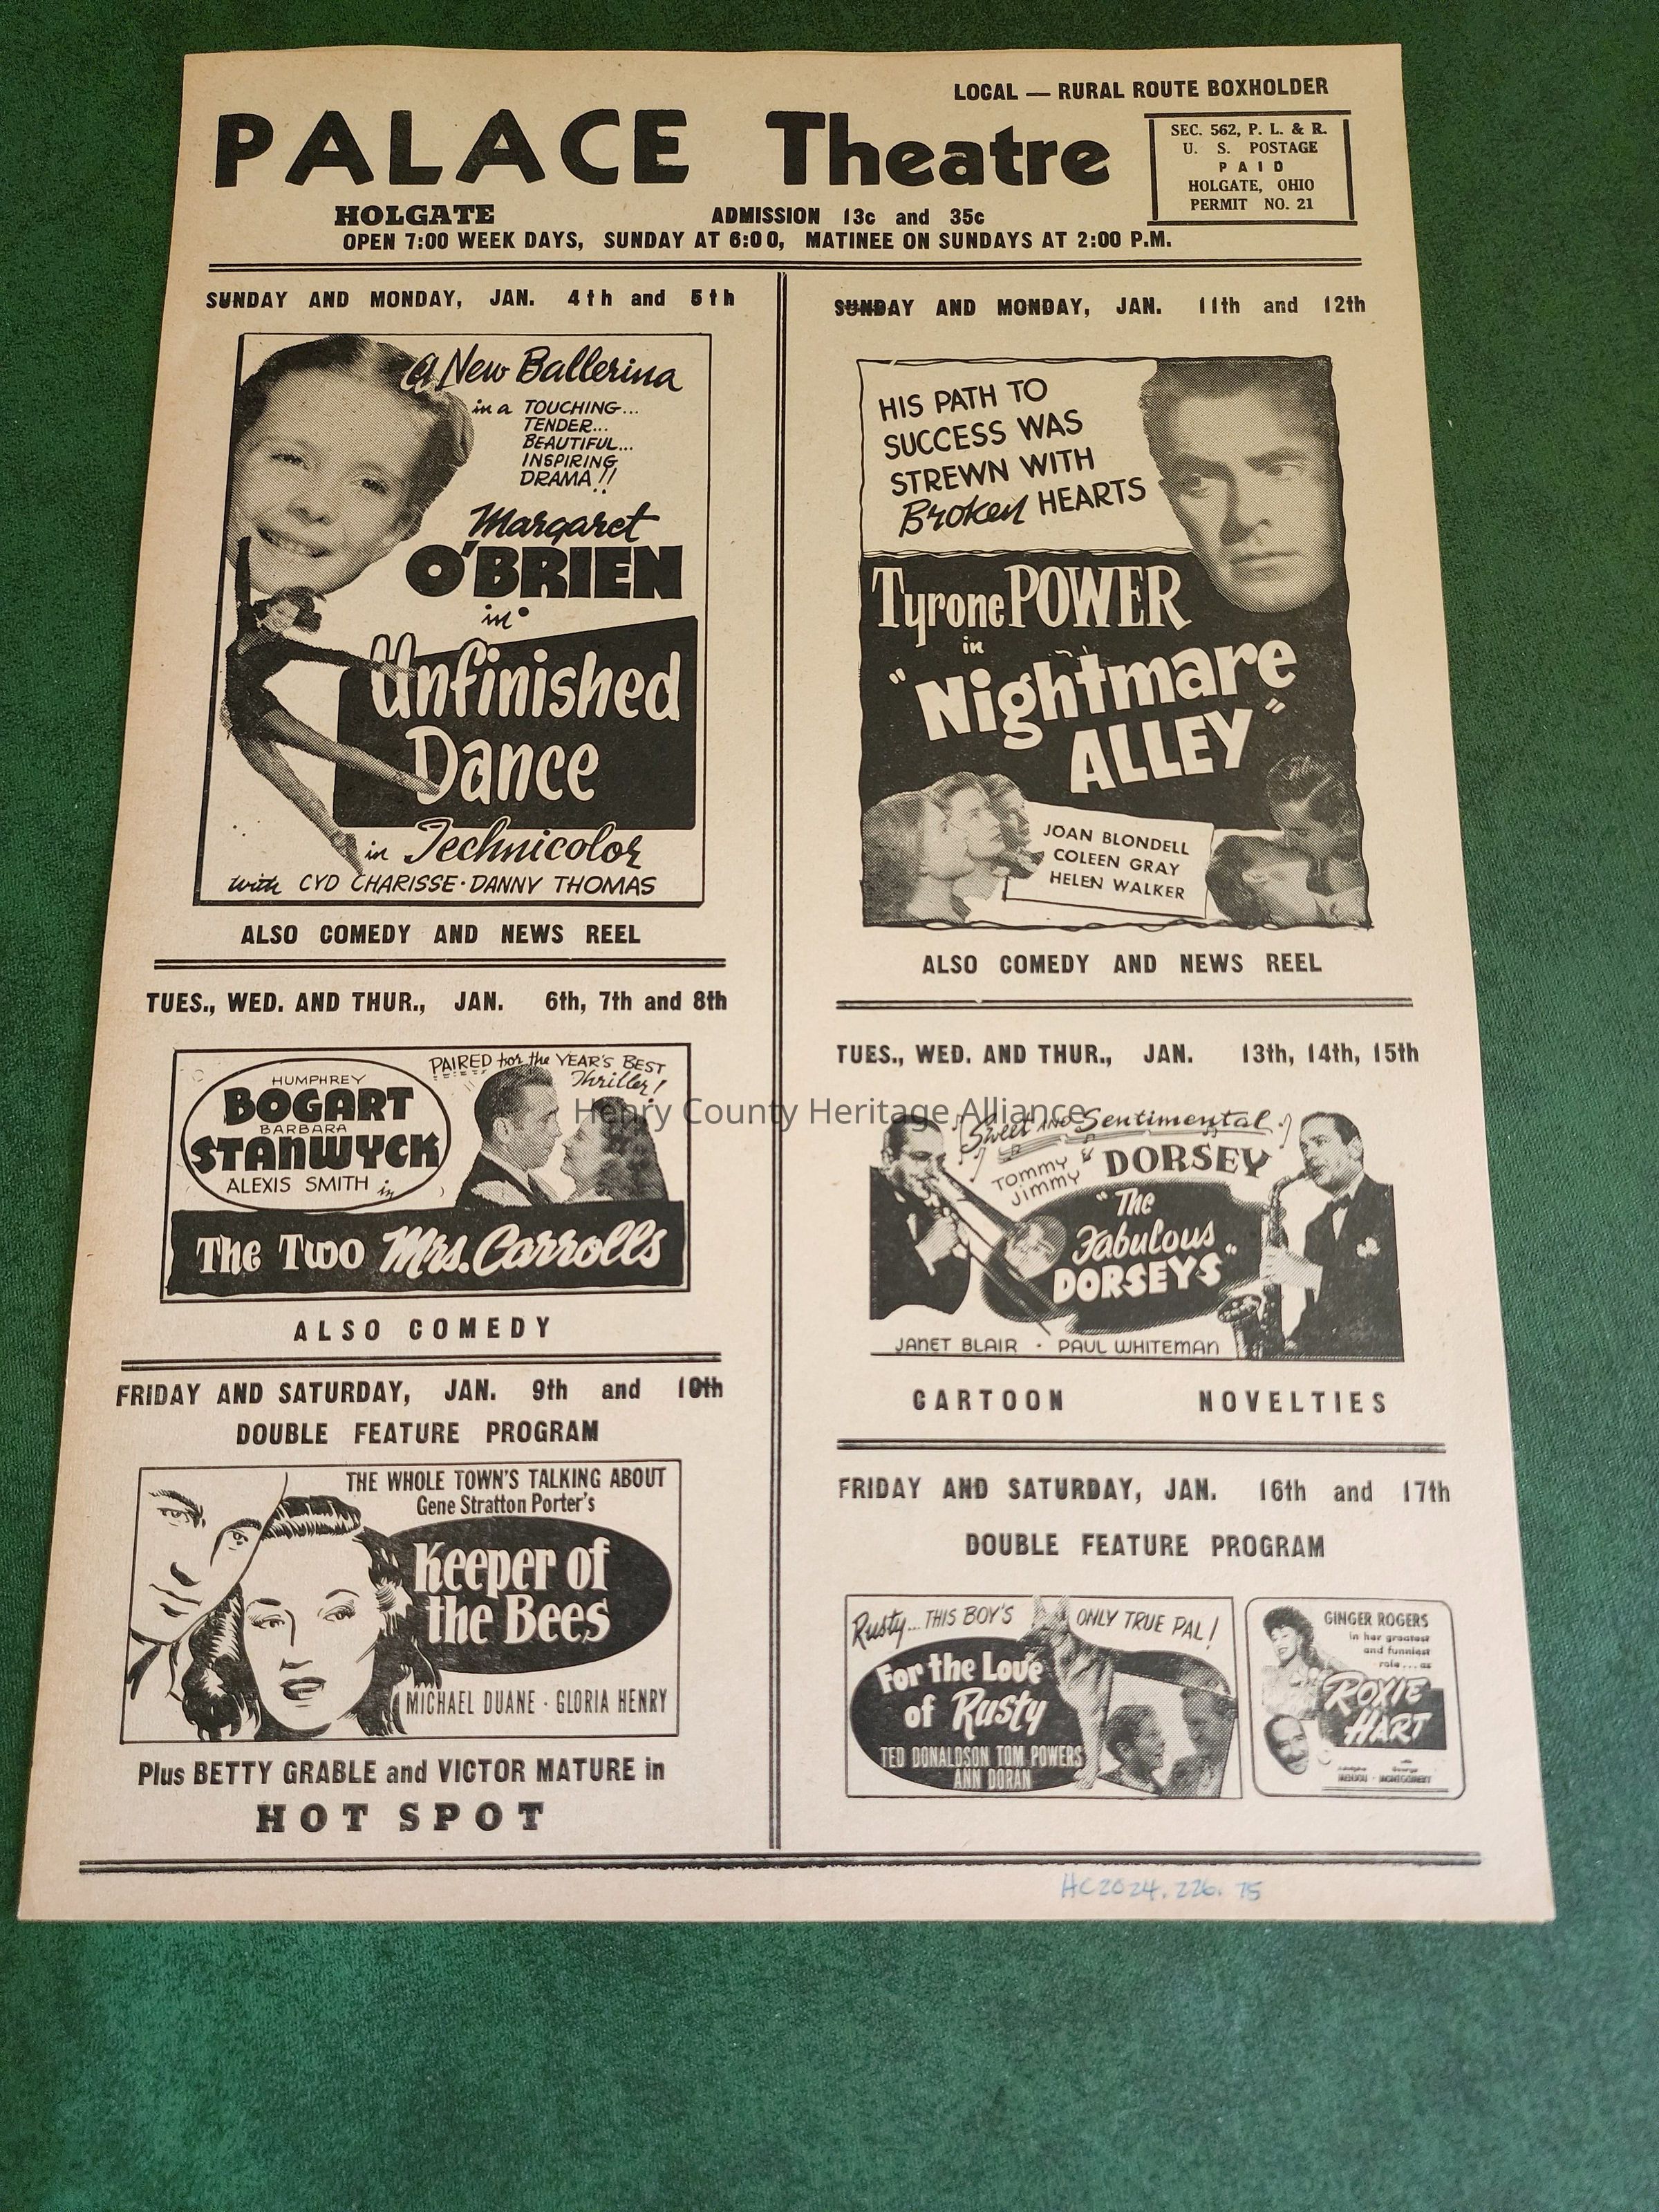 LOCAL — RURAL ROUTE BOXHOLDER
PALACE Theatre
SEC. 562, P. L. & R.
U. S. POSTAGE
PAID
HOLGATE, OHIO
PERMIT NO. 21
HOLGATE
ADMISSION 13c and 35c
OPEN 7:00 WEEK DAYS, SUNDAY AT 6:00, MATINEE ON SUNDAYS AT 2:00 P.M.
SUNDAY AND MONDAY, JAN. 4th and 5th
A New Ballerina
in a TOUCHING...
TENDER...
BEAUTIFUL...
INSPIRING
DRAMA!!
Margaret
O'BRIEN
in
Unfinished
Dance
in Technicolor
with CYD CHARISSE · DANNY THOMAS
ALSO COMEDY AND NEWS REEL
TUES., WED. AND THUR., JAN. 6th, 7th and 8th
PAIRED for the YEAR'S BEST
Thriller!
HUMPHREY
BOGART
BARBARA
STANWYCK
ALEXIS SMITH in
The Two Mrs. Carrolls
ALSO COMEDY
FRIDAY AND SATURDAY, JAN. 9th and 10th
DOUBLE FEATURE PROGRAM
THE WHOLE TOWN'S TALKING ABOUT
Gene Stratton Porter's
Keeper of
the Bees
MICHAEL DUANE · GLORIA HENRY
Plus BETTY GRABLE and VICTOR MATURE in
HOT SPOT
SUNDAY AND MONDAY, JAN. 11th and 12th
HIS PATH TO
SUCCESS WAS
STREWN WITH
Broken HEARTS
Tyrone POWER
in
"Nightmare
ALLEY"
JOAN BLONDELL
COLEEN GRAY
HELEN WALKER
ALSO COMEDY AND NEWS REEL
TUES., WED. AND THUR., JAN. 13th, 14th, 15th
Sweet AND Sentimental
TOMMY &
JIMMY
DORSEY
"The
Fabulous
DORSEYS"
JANET BLAIR · PAUL WHITEMAN
CARTOON NOVELTIES
FRIDAY AND SATURDAY, JAN. 16th and 17th
DOUBLE FEATURE PROGRAM
Rusty... THIS BOY'S ONLY TRUE PAL!
For the Love
of Rusty
TED DONALDSON TOM POWERS
ANN DORAN
GINGER ROGERS
in her greatest
and funniest
role...as
ROXIE
HART
Adolphe George
MENJOU · MONTGOMERY
HC2024.226.75
Henry County Heritage Alliance